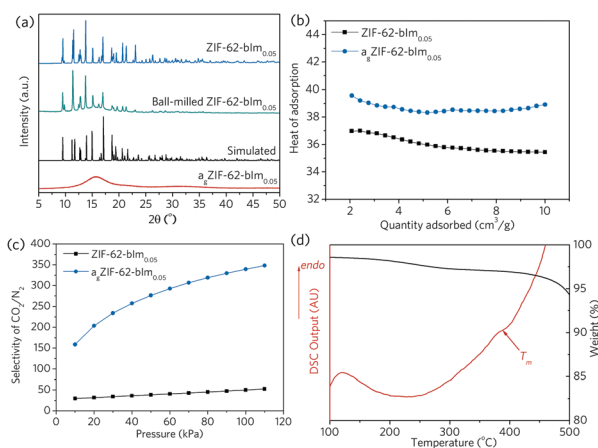 (a)
ZIF-62-bIm0.05
Ball-milled ZIF-62-bIm0.05
Simulated
agZIF-62-bIm0.05
Intensity (a.u.)
5 10 15 20 25 30 35 40 45 50
2θ (°)
(b)
ZIF-62-bIm0.05
agZIF-62-bIm0.05
Heat of adsorption
44
42
40
38
36
34
32
0 2 4 6 8 10
Quantity adsorbed (cm3/g)
(c)
ZIF-62-bIm0.05
agZIF-62-bIm0.05
Selectivity of CO2/N2
400
350
300
250
200
150
100
50
0
0 20 40 60 80 100 120
Pressure (kPa)
(d)
endo
DSC Output (AU)
Tm
100
95
90
85
80
Weight (%)
100 200 300 400 500
Temperature (°C)